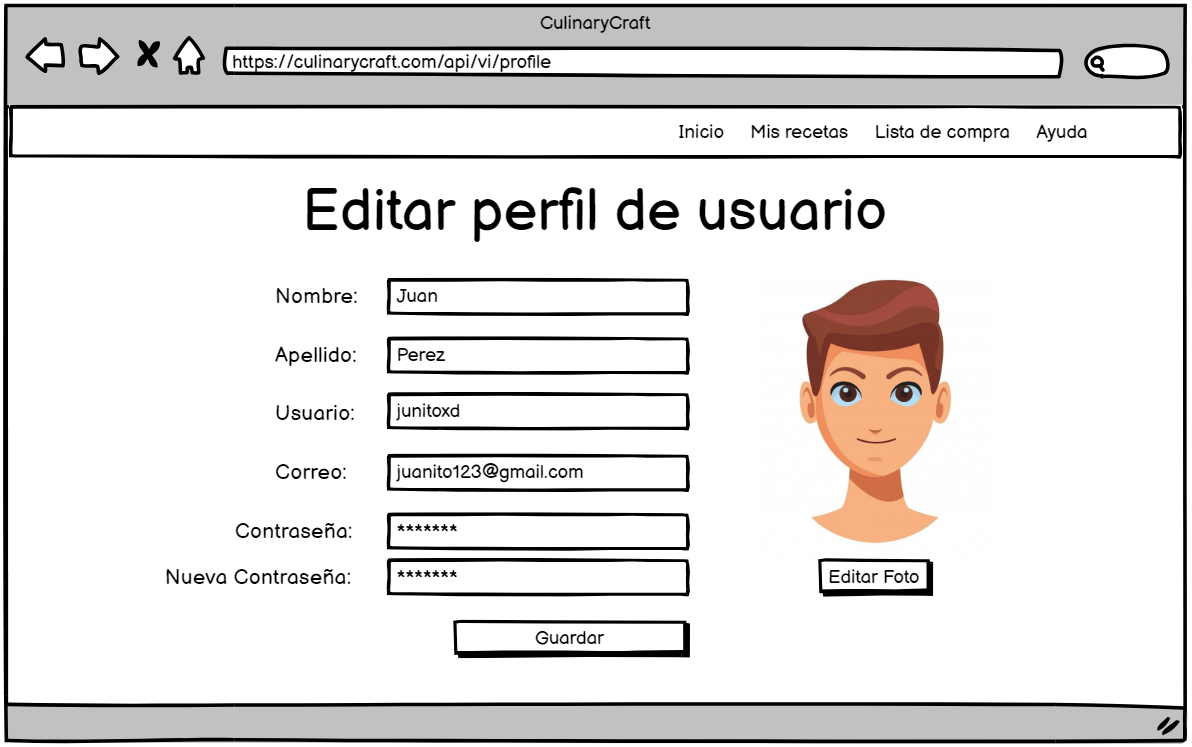 CulinaryCraft
https://culinarycraft.com/api/vi/profile
Inicio Mis recetas Lista de compra Ayuda
Editar perfil de usuario
Nombre: Juan
Apellido: Perez
Usuario: junitoxd
Correo: juanito123@gmail.com
Contraseña: *******
Nueva Contraseña: *******
Editar Foto
Guardar